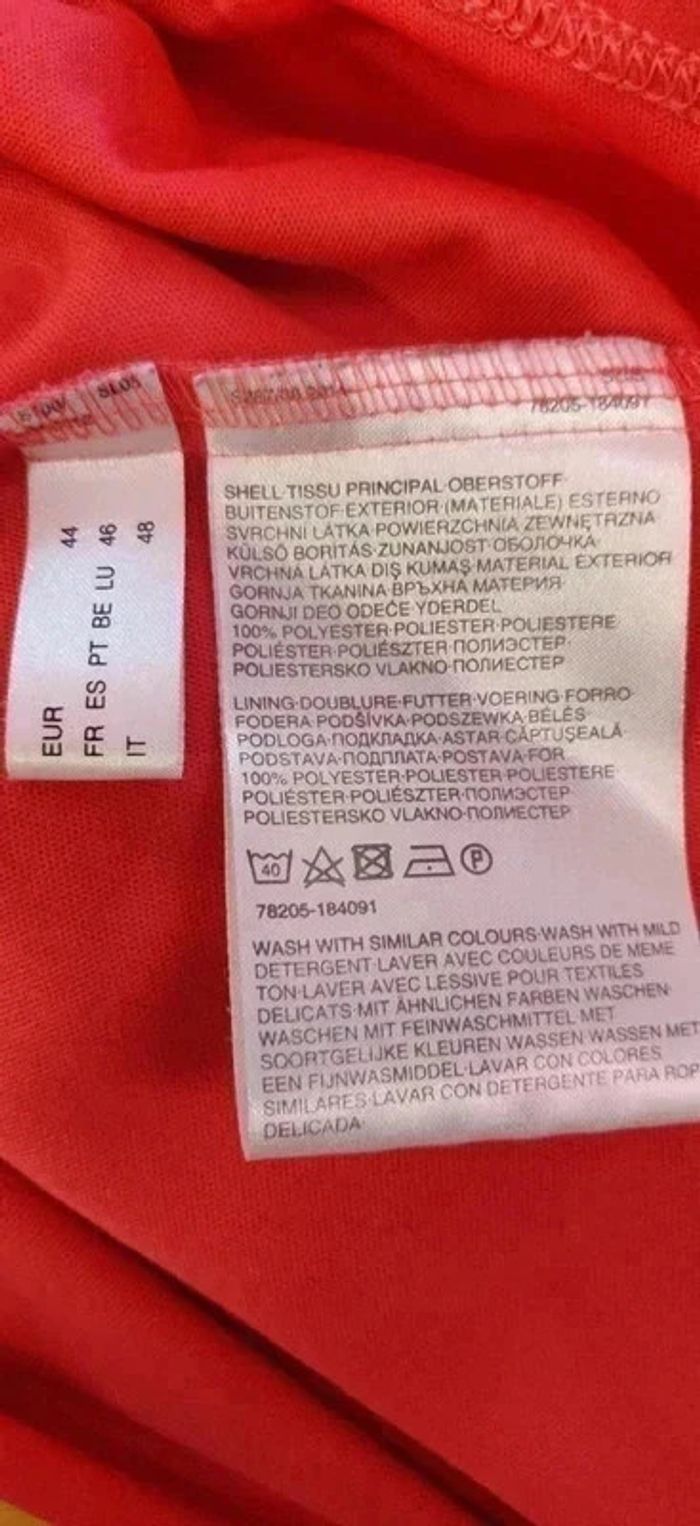 SL05
EUR 44
FR ES PT BE LU 46
IT 48
78205-184091
SHELL·TISSU PRINCIPAL·OBERSTOFF·
BUITENSTOF·EXTERIOR·(MATERIALE) ESTERNO
SVRCHNI LÁTKA·POWIERZCHNIA ZEWNĘTRZNA·
KÜLSŐ BORÍTÁS·ZUNANJOST·ОБОЛОЧКА·
VRCHNÁ LÁTKA·DIŞ KUMAŞ·MATERIAL EXTERIOR
GORNJA TKANINA·ВРЪХНА МАТЕРИЯ·
GORNJI DEO ODEĆE·YDERDEL
100% POLYESTER·POLIESTER·POLIESTERE
POLIÉSTER·POLIÉSZTER·ПОЛИЭСТЕР·
POLIESTERSKO VLAKNO·ПОЛИЕСТЕР
LINING·DOUBLURE·FUTTER·VOERING·FORRO·
FODERA·PODŠÍVKA·PODSZEWKA·BÉLÉS·
PODLOGA·ПОДКЛАДКА·ASTAR·CĂPTUŞEALĂ
PODSTAVA·ПОДПЛАТА·POSTAVA·FOR
100% POLYESTER·POLIESTER·POLIESTERE·
POLIÉSTER·POLIÉSZTER·ПОЛИЭСТЕР·
POLIESTERSKO VLAKNO·ПОЛИЕСТЕР
40 P
78205-184091
WASH WITH SIMILAR COLOURS·WASH WITH MILD
DETERGENT·LAVER AVEC COULEURS DE MEME
TON·LAVER AVEC LESSIVE POUR TEXTILES
DELICATS·MIT ÄHNLICHEN FARBEN WASCHEN·
WASCHEN MIT FEINWASCHMITTEL·MET
SOORTGELIJKE KLEUREN WASSEN·WASSEN MET
EEN FIJNWASMIDDEL·LAVAR CON COLORES
SIMILARES·LAVAR CON DETERGENTE PARA ROP
DELICADA·